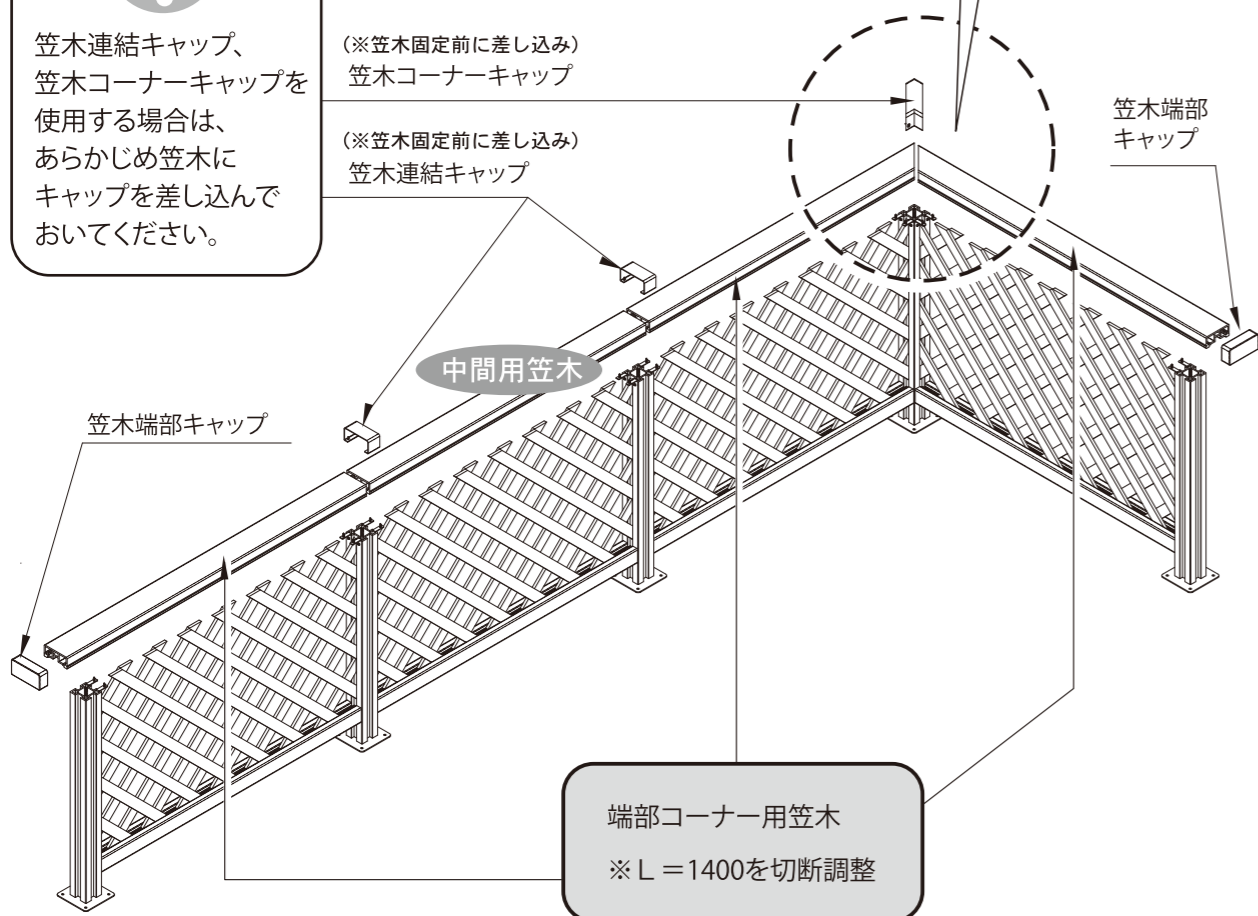 笠木連結キャップ、
笠木コーナーキャップを
使用する場合は、
あらかじめ笠木に
キャップを差し込んで
おいてください。
(※笠木固定前に差し込み)
笠木コーナーキャップ
(※笠木固定前に差し込み)
笠木連結キャップ
笠木端部
キャップ
中間用笠木
笠木端部キャップ
端部コーナー用笠木
※L=1400を切断調整